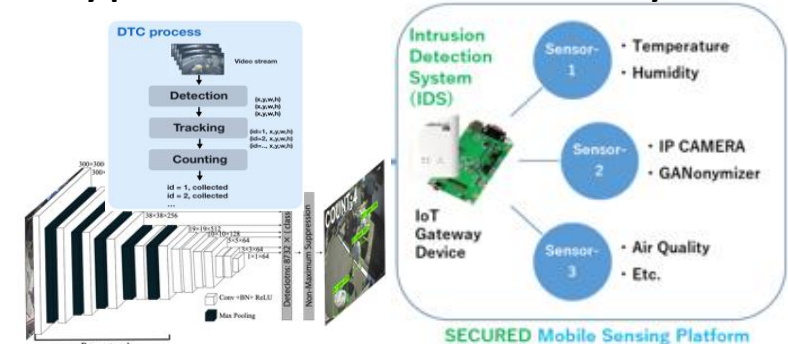 DTC process
Video stream
Detection
(x,y,w,h)
(x,y,w,h)
(x,y,w,h)
Tracking
(id=1, x,y,w,h)
(id=2, x,y,w,h)
(id=..., x,y,w,h)
Counting
id = 1, collected
id = 2, collected
...
300×300
300×
38×38×256
19×19×512
10×10×128
5×5×64
3×3×64
1×1×64
Detections: 8732 × (class
Non-Maximum Suppression
COUNT:4
Conv +BN+ ReLU
Max Pooling
Intrusion
Detection
System
(IDS)
IoT
Gateway
Device
Sensor-
1
・Temperature
・Humidity
Sensor-
2
・IP CAMERA
・GANonymizer
Sensor-
3
・Air Quality
・Etc.
SECURED Mobile Sensing Platform